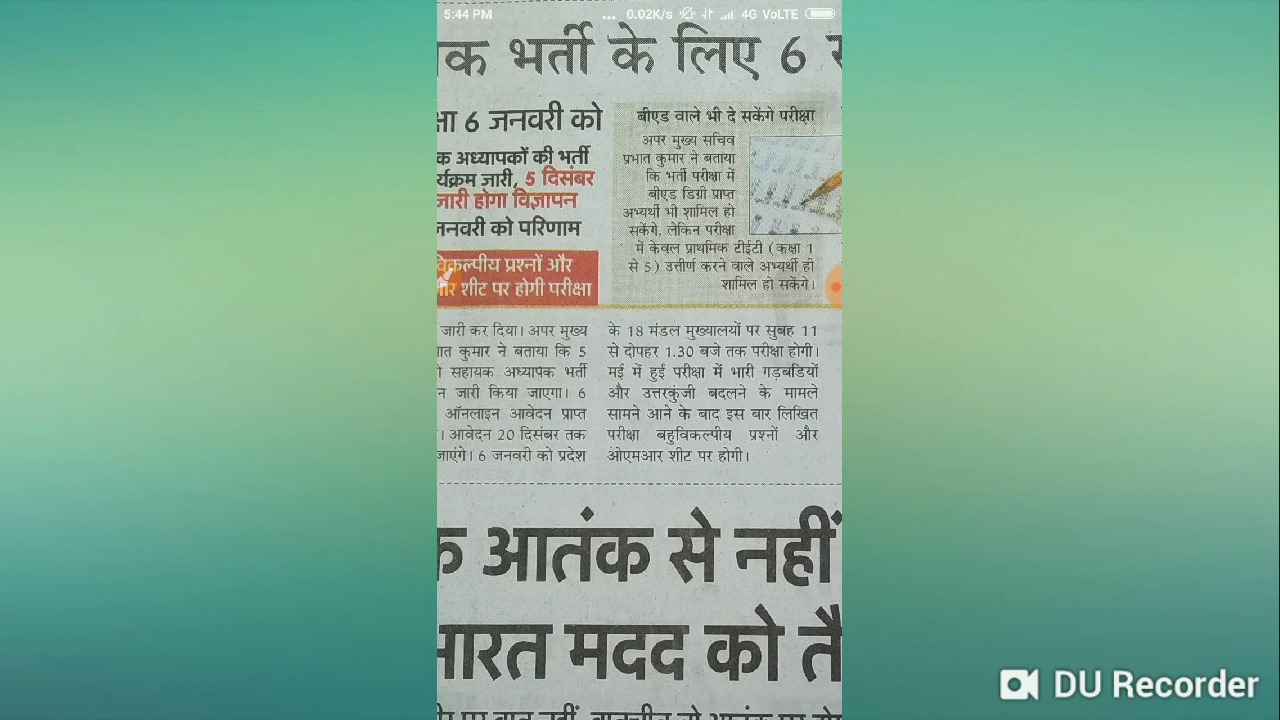 5:44 PM
... 0.02K/s 4G VoLTE
भर्ती के लिए 6
6 जनवरी को
अध्यापकों की भर्ती
जारी, 5 दिसंबर
जारी होगा विज्ञापन
जनवरी को परिणाम
विकल्पीय प्रश्नों और
शीट पर होगी परीक्षा
बीएड वाले भी दे सकेंगे परीक्षा
अपर मुख्य सचिव
प्रभात कुमार ने बताया
कि भर्ती परीक्षा में
बीएड डिग्री प्राप्त
अभ्यर्थी भी शामिल हो
सकेंगे, लेकिन परीक्षा
में केवल प्राथमिक टीईटी (कक्षा 1
से 5) उत्तीर्ण करने वाले अभ्यर्थी ही
शामिल हो सकेंगे।
जारी कर दिया। अपर मुख्य
कुमार ने बताया कि 5
सहायक अध्यापक भर्ती
जारी किया जाएगा। 6
ऑनलाइन आवेदन प्राप्त
। आवेदन 20 दिसंबर तक
जाएंगे। 6 जनवरी को प्रदेश
के 18 मंडल मुख्यालयों पर सुबह 11
से दोपहर 1.30 बजे तक परीक्षा होगी।
मई में हुई परीक्षा में भारी गड़बडियों
और उत्तरकुंजी बदलने के मामले
सामने आने के बाद इस बार लिखित
परीक्षा बहुविकल्पीय प्रश्नों और
ओएमआर शीट पर होगी।
आतंक से नहीं
भारत मदद को
DU Recorder